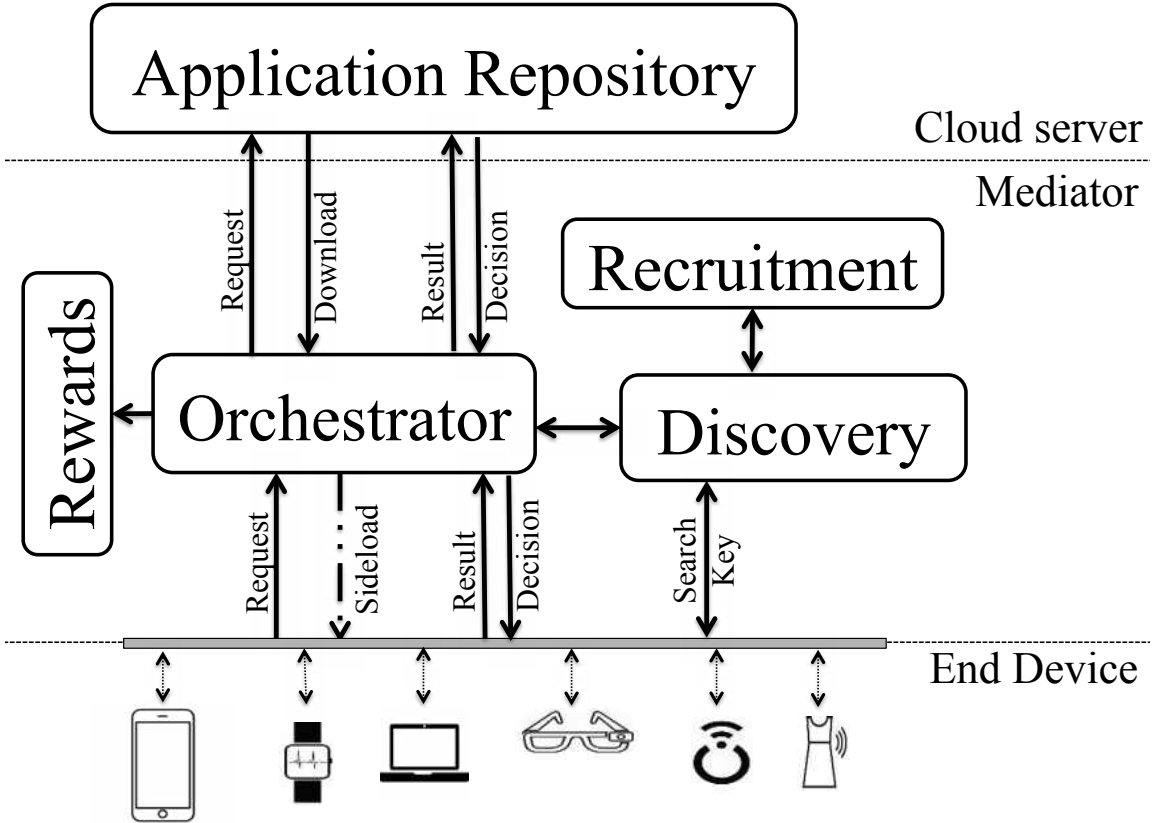 Application Repository
Cloud server
Mediator
Request
Download
Result
Decision
Recruitment
Rewards
Orchestrator
Discovery
Request
Sideload
Result
Decision
Search
Key
End Device